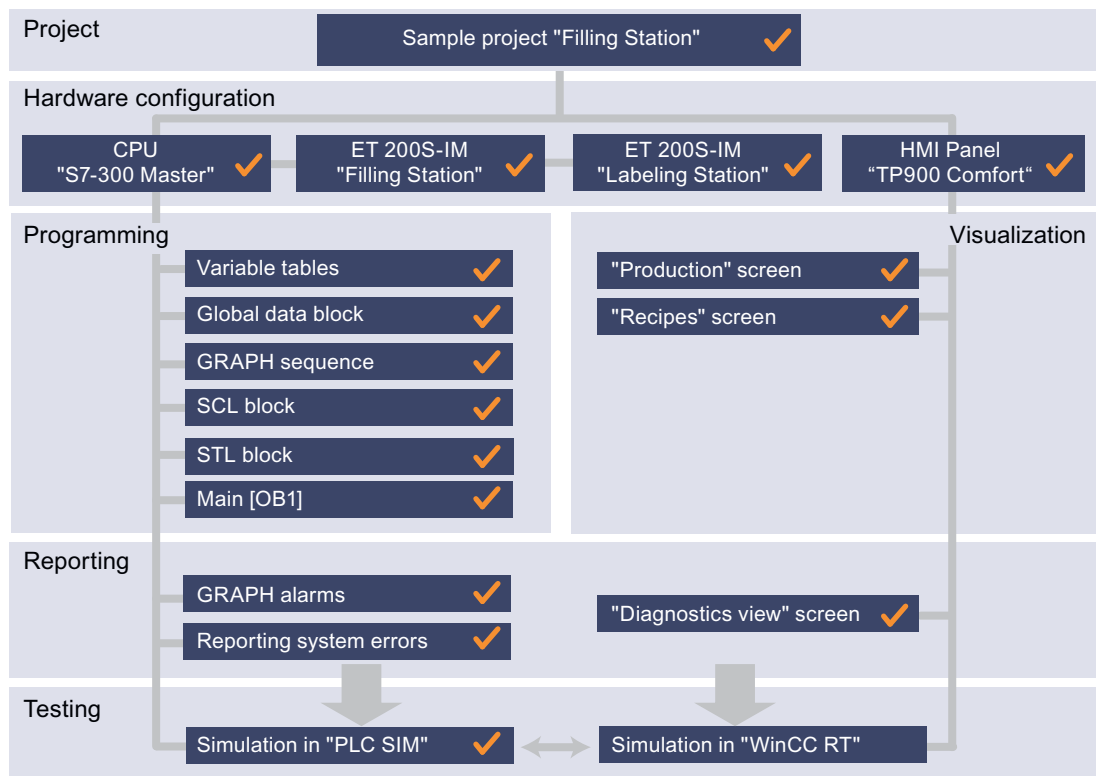 Project
Sample project "Filling Station"
Hardware configuration
CPU
"S7-300 Master"
ET 200S-IM
"Filling Station"
ET 200S-IM
"Labeling Station"
HMI Panel
“TP900 Comfort“
Programming
Variable tables
Global data block
GRAPH sequence
SCL block
STL block
Main [OB1]
Visualization
"Production" screen
"Recipes" screen
Reporting
GRAPH alarms
Reporting system errors
"Diagnostics view" screen
Testing
Simulation in "PLC SIM"
Simulation in "WinCC RT"